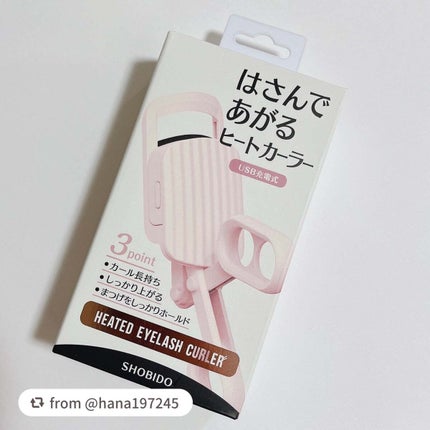 はさんで
あがる
ヒートカーラー
USB充電式
3point
•カール長持ち
•しっかり上がる
•まつげをしっかりホールド
HEATED EYELASH CURLER
SHOBIDO
from @hana197245